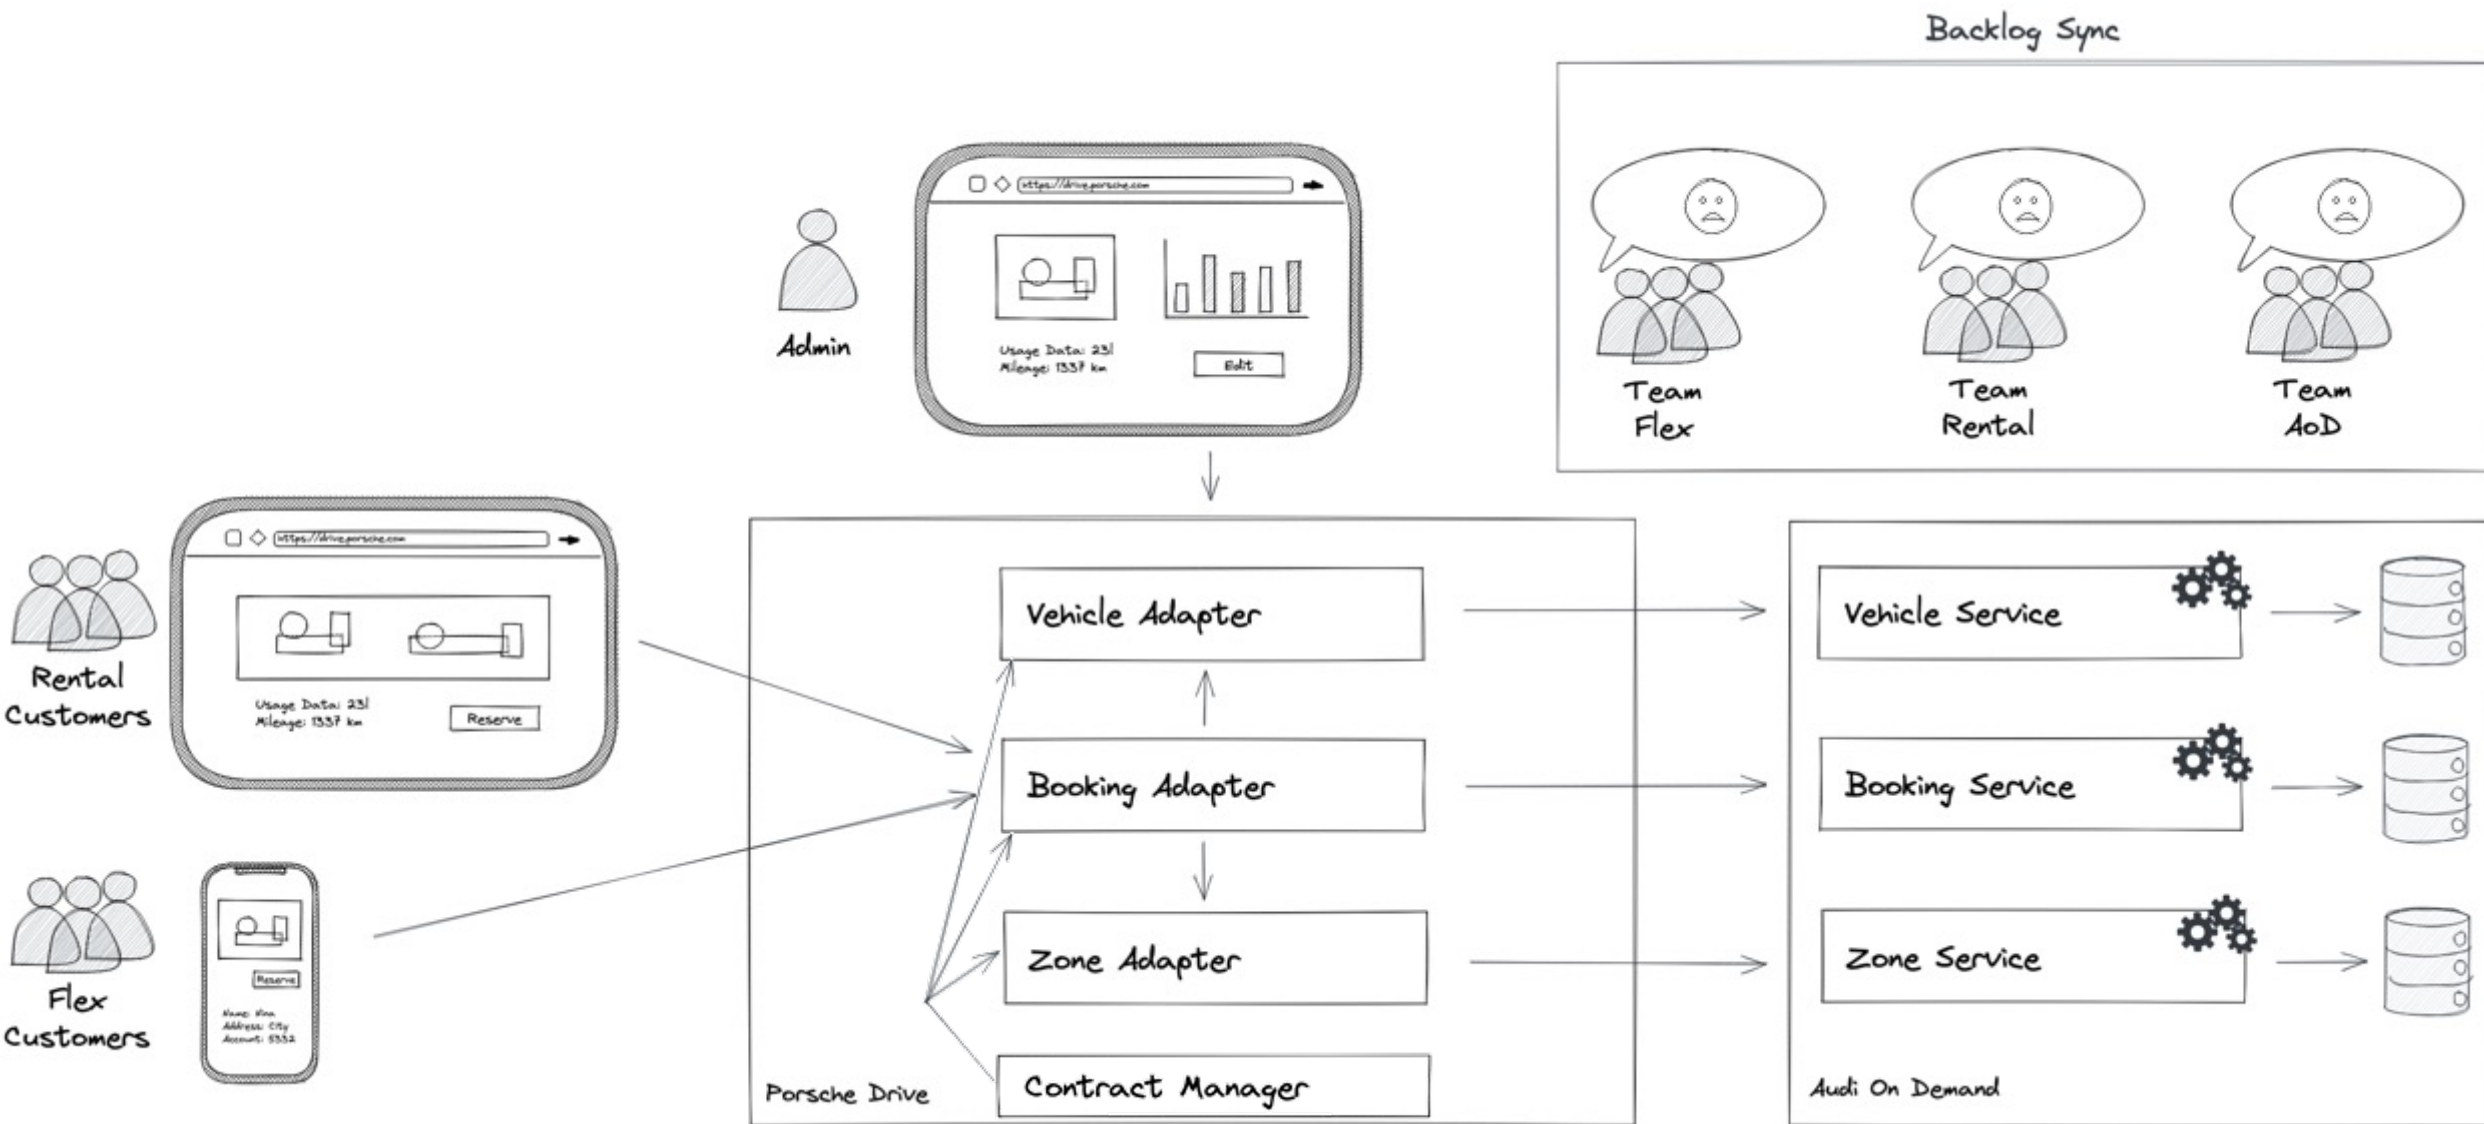 Backlog Sync
https://drive.porsche.com
Usage Data: 23l
Mileage: 1337 km
Edit
Admin
Team
Flex
Team
Rental
Team
AoD
https://drive.porsche.com
Usage Data: 23l
Mileage: 1337 km
Reserve
Rental
Customers
Reserve
Name: Nina
Address: City
Account: 5332
Flex
Customers
Vehicle Adapter
Booking Adapter
Zone Adapter
Contract Manager
Porsche Drive
Vehicle Service
Booking Service
Zone Service
Audi On Demand